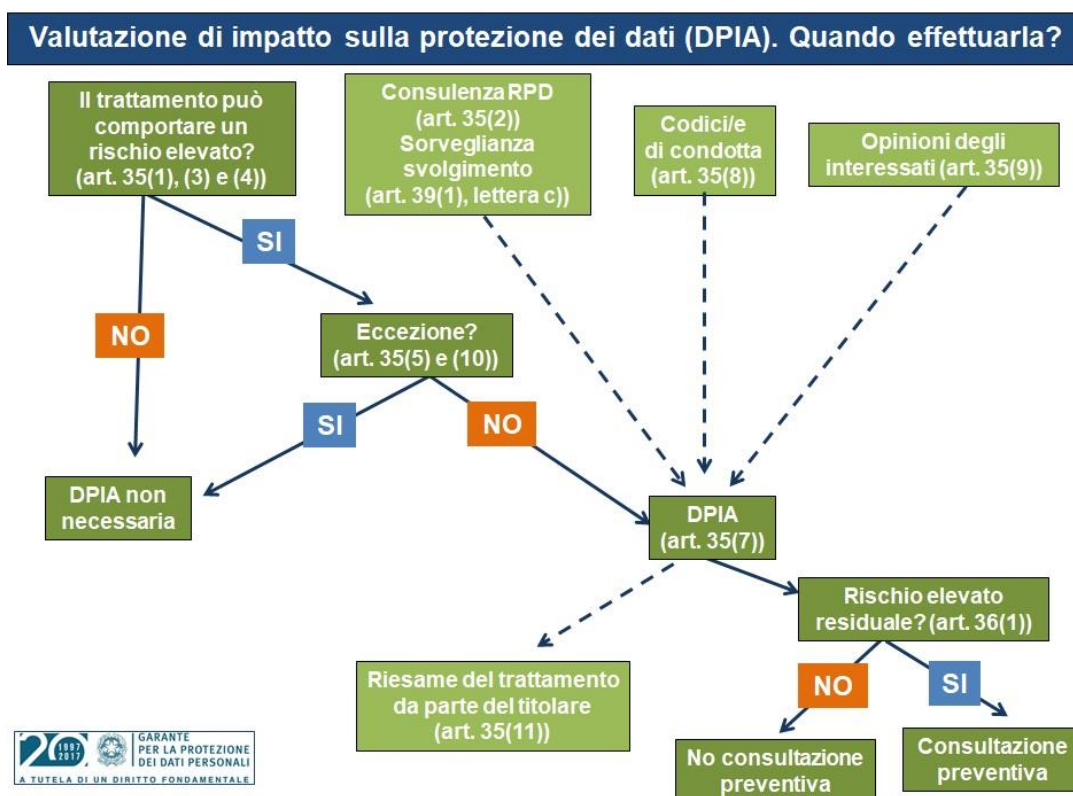 Valutazione di impatto sulla protezione dei dati (DPIA). Quando effettuarla?
Il trattamento può
comportare un
rischio elevato?
(art. 35(1), (3) e (4))
Consulenza RPD
(art. 35(2))
Sorveglianza
svolgimento
(art. 39(1), lettera c))
Codici/e
di condotta
(art. 35(8))
Opinioni degli
interessati (art. 35(9))
SI
NO
Eccezione?
(art. 35(5) e (10))
SI
NO
DPIA non
necessaria
DPIA
(art. 35(7))
Rischio elevato
residuale? (art. 36(1))
Riesame del trattamento
da parte del titolare
(art. 35(11))
NO
SI
No consultazione
preventiva
Consultazione
preventiva
20 1997 2017
GARANTE
PER LA PROTEZIONE
DEI DATI PERSONALI
A TUTELA DI UN DIRITTO FONDAMENTALE